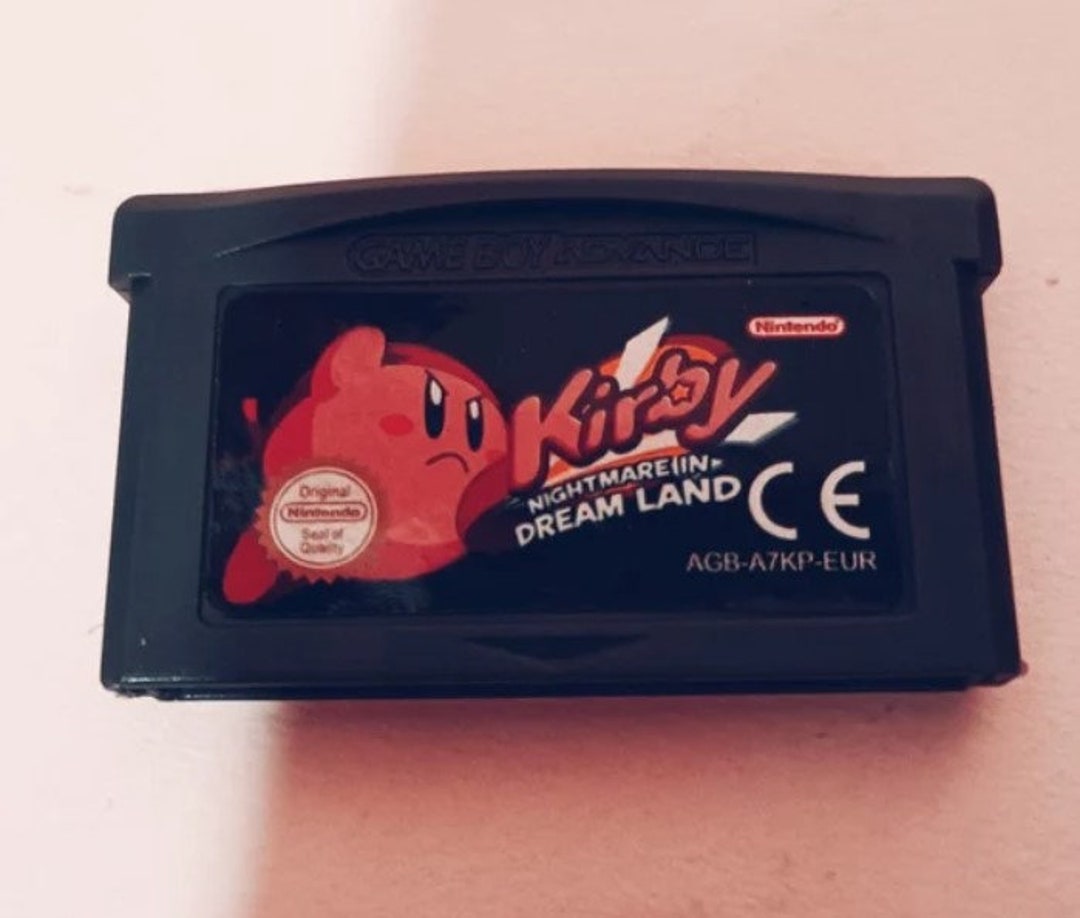 GAME BOY ADVANCE
Nintendo
Kirby
NIGHTMARE IN
DREAM LAND
CE
Original
Nintendo
Seal of
Quality
AGB-A7KP-EUR